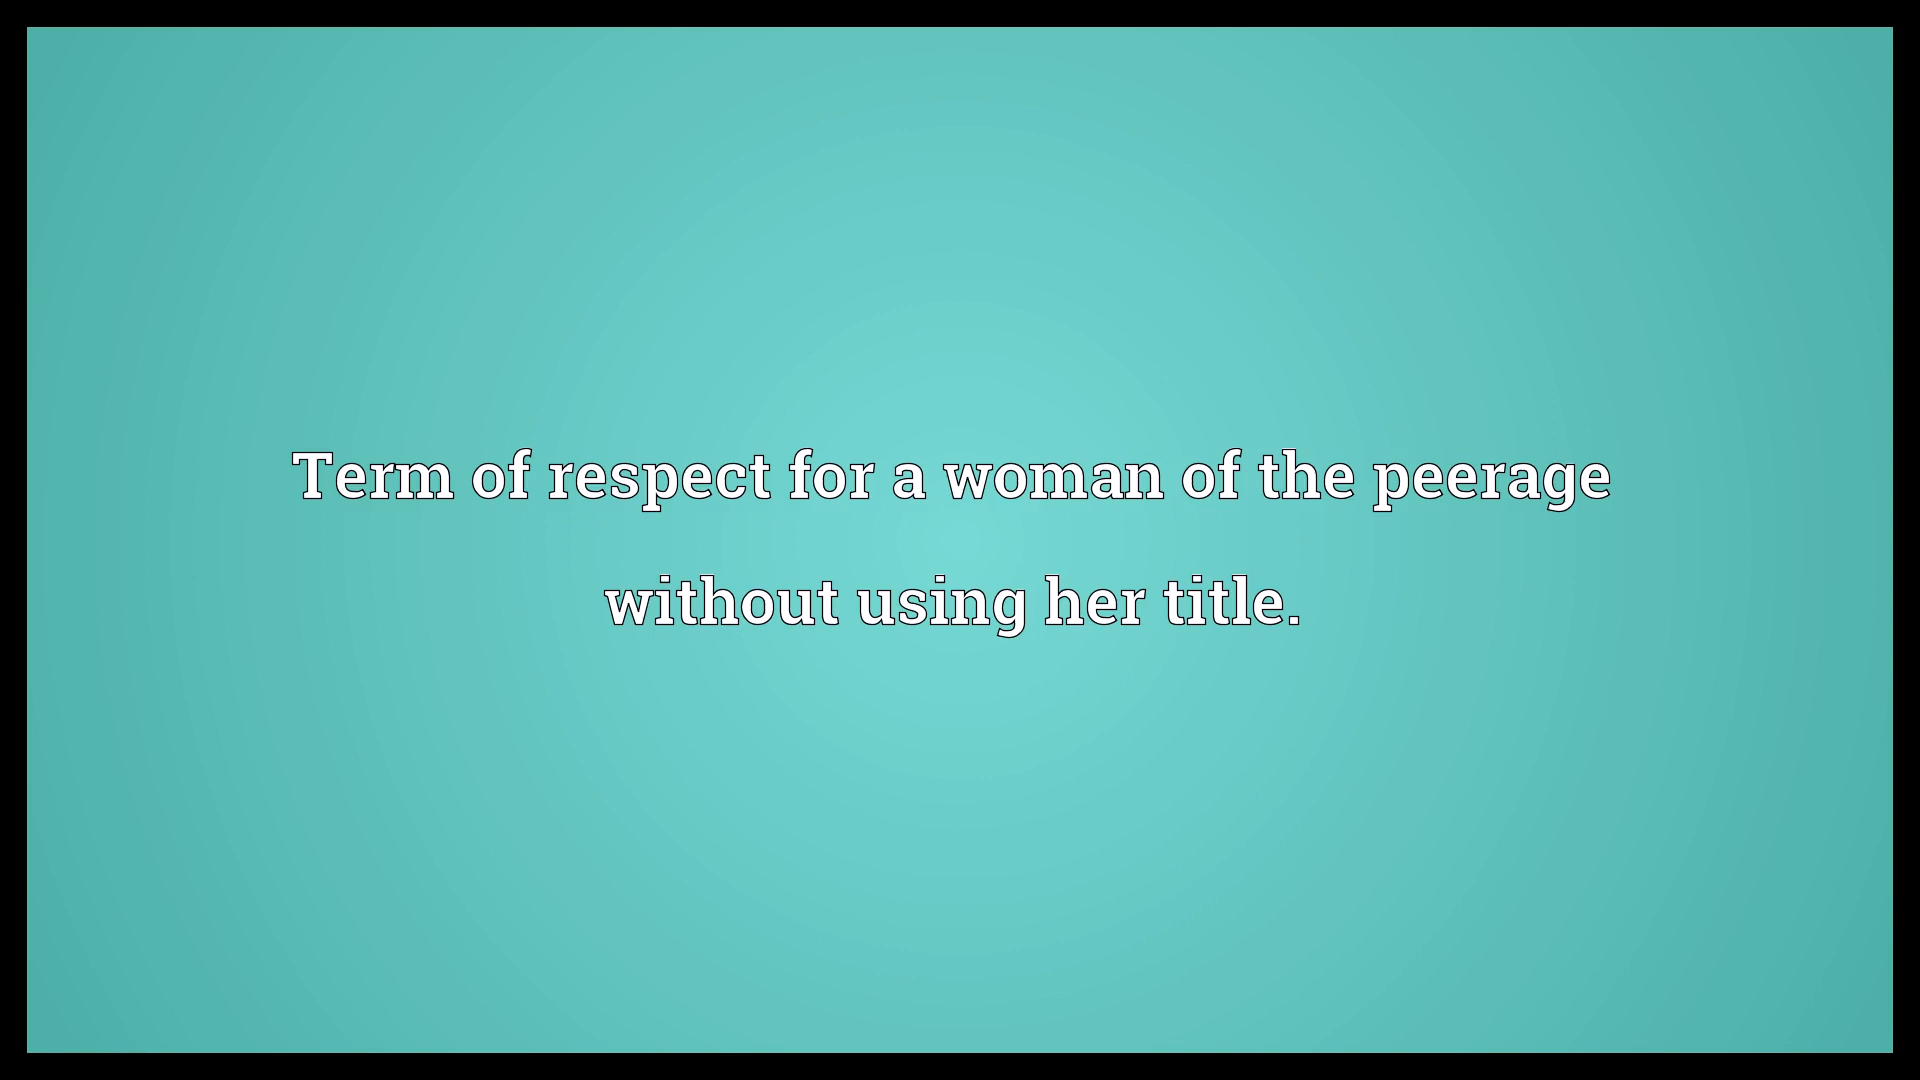 Term of respect for a woman of the peerage
without using her title.